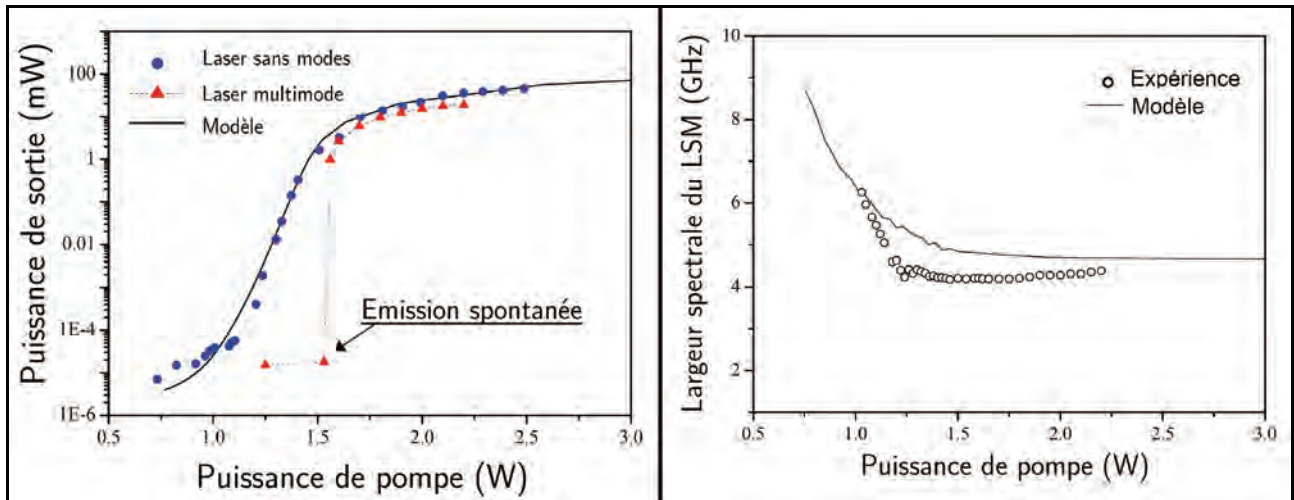 Puissance de sortie (mW)
100
1
0.01
1E-4
1E-6
Laser sans modes
Laser multimode
Modèle
Emission spontanée
0.5 1.0 1.5 2.0 2.5 3.0
Puissance de pompe (W)
Largeur spectrale du LSM (GHz)
10
8
6
4
2
Expérience
Modèle
0.5 1.0 1.5 2.0 2.5 3.0
Puissance de pompe (W)